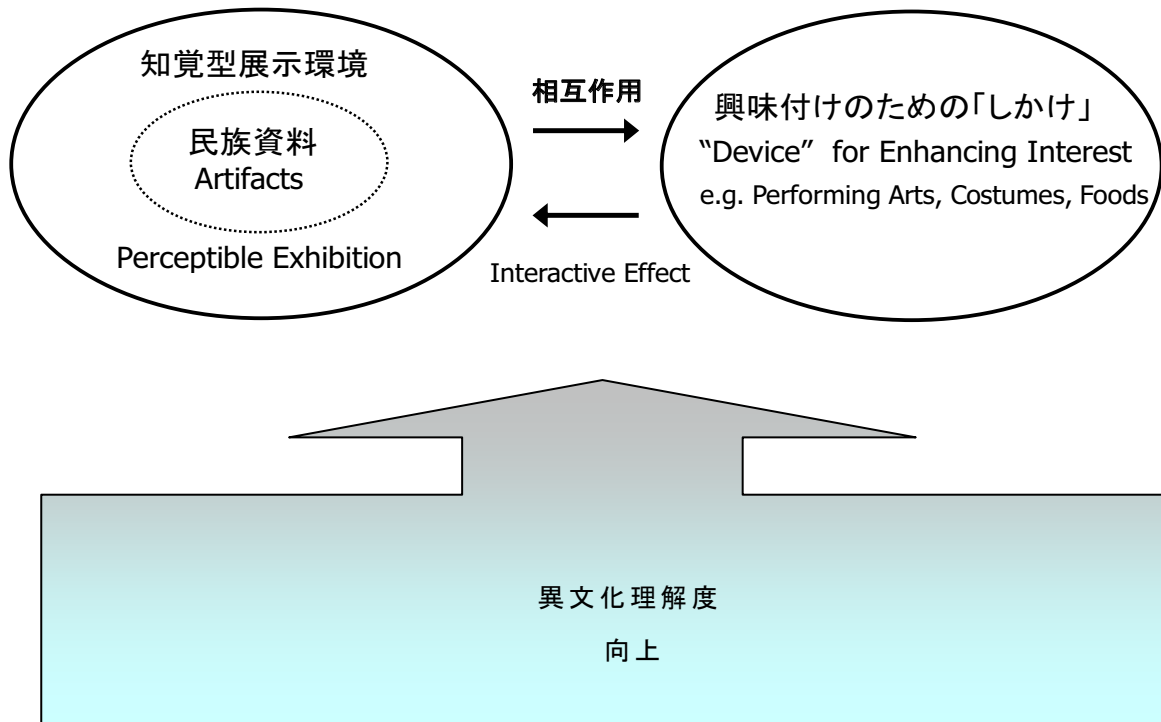 知覚型展示環境
民族資料
Artifacts
Perceptible Exhibition
相互作用
Interactive Effect
興味付けのための「しかけ」
“Device” for Enhancing Interest
e.g. Performing Arts, Costumes, Foods
異文化理解度
向上